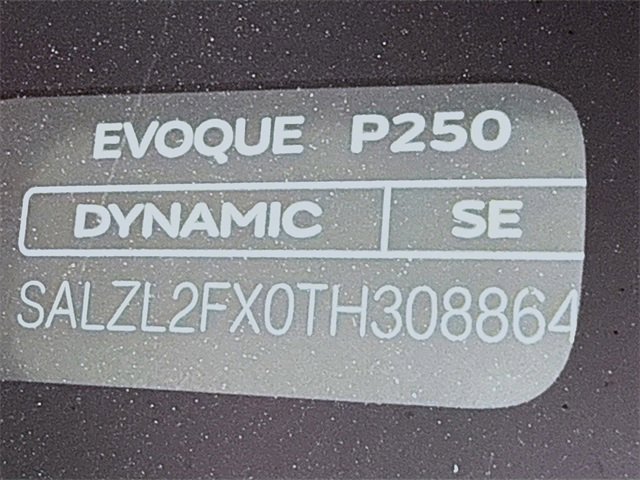 EVOQUE P250
DYNAMIC SE
SALZL2FX0TH308864